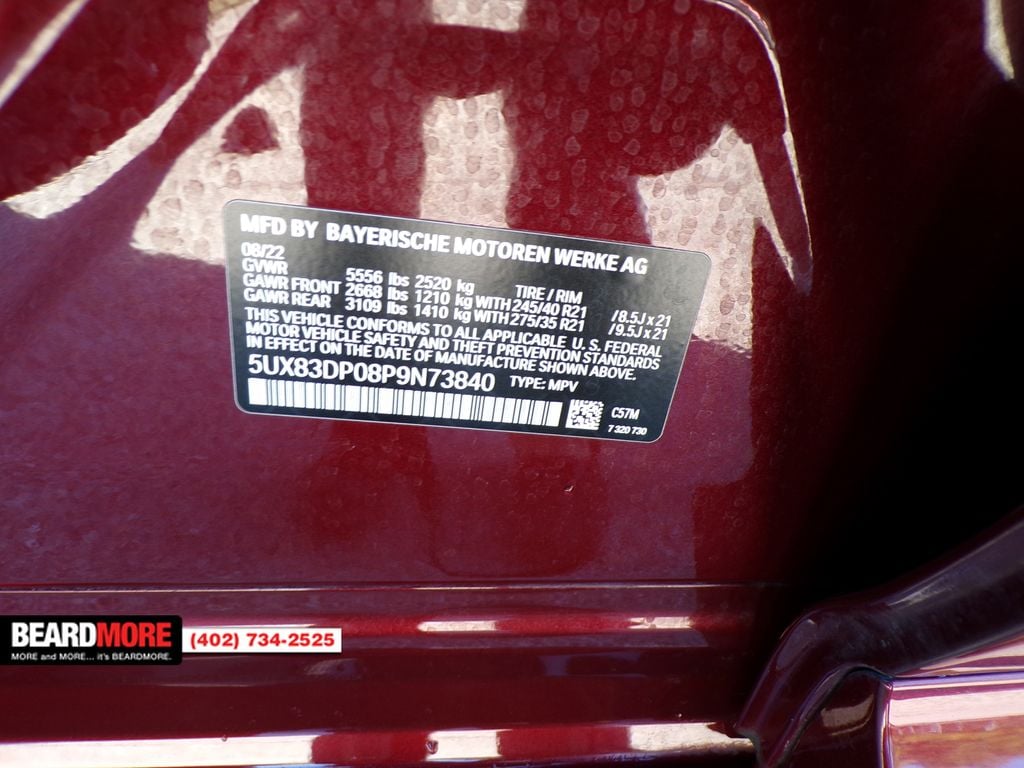 MFD BY BAYERISCHE MOTOREN WERKE AG
08/22
GVWR 5556 lbs 2520 kg TIRE / RIM
GAWR FRONT 2668 lbs 1210 kg WITH 245/40 R21 /8.5J x 21
GAWR REAR 3109 lbs 1410 kg WITH 275/35 R21 /9.5J x 21
THIS VEHICLE CONFORMS TO ALL APPLICABLE U.S. FEDERAL
MOTOR VEHICLE SAFETY AND THEFT PREVENTION STANDARDS
IN EFFECT ON THE DATE OF MANUFACTURE SHOWN ABOVE.
5UX83DP08P9N73840 TYPE: MPV
C57M
7 320 730
BEARDMORE (402) 734-2525
MORE and MORE... it's BEARDMORE.